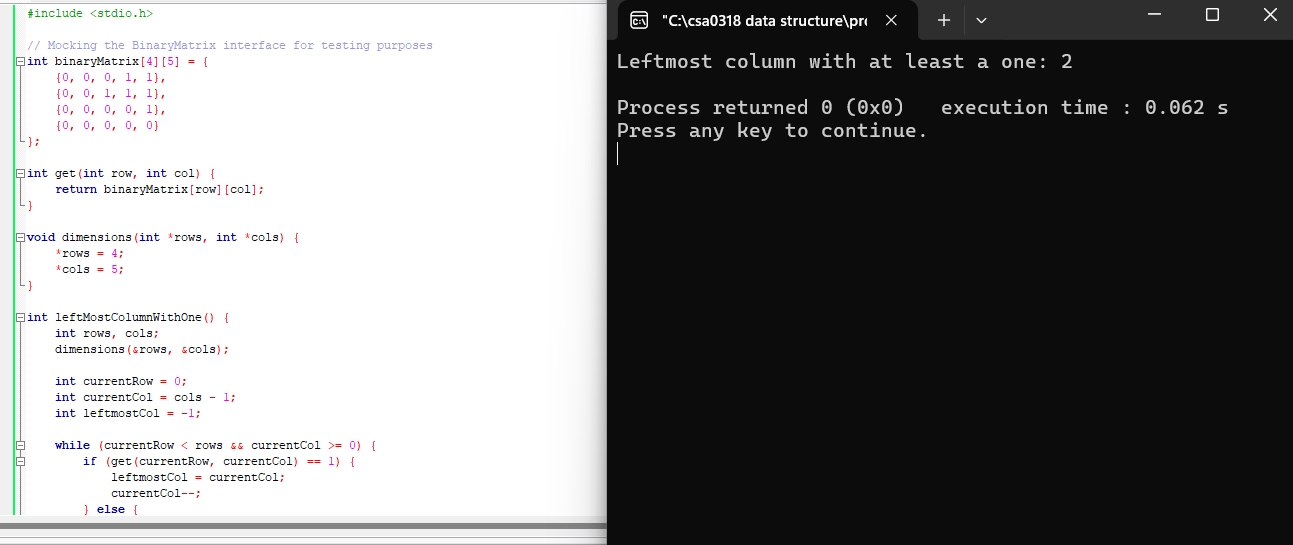 #include <stdio.h>
// Mocking the BinaryMatrix interface for testing purposes
int binaryMatrix[4][5] = {
    {0, 0, 0, 1, 1},
    {0, 0, 1, 1, 1},
    {0, 0, 0, 0, 1},
    {0, 0, 0, 0, 0}
};
int get(int row, int col) {
    return binaryMatrix[row][col];
}
void dimensions(int *rows, int *cols) {
    *rows = 4;
    *cols = 5;
}
int leftMostColumnWithOne() {
    int rows, cols;
    dimensions(&rows, &cols);
    int currentRow = 0;
    int currentCol = cols - 1;
    int leftmostCol = -1;
    while (currentRow < rows && currentCol >= 0) {
        if (get(currentRow, currentCol) == 1) {
            leftmostCol = currentCol;
            currentCol--;
        } else {
"C:\csa0318 data structure\pr
Leftmost column with at least a one: 2
Process returned 0 (0x0)   execution time : 0.062 s
Press any key to continue.